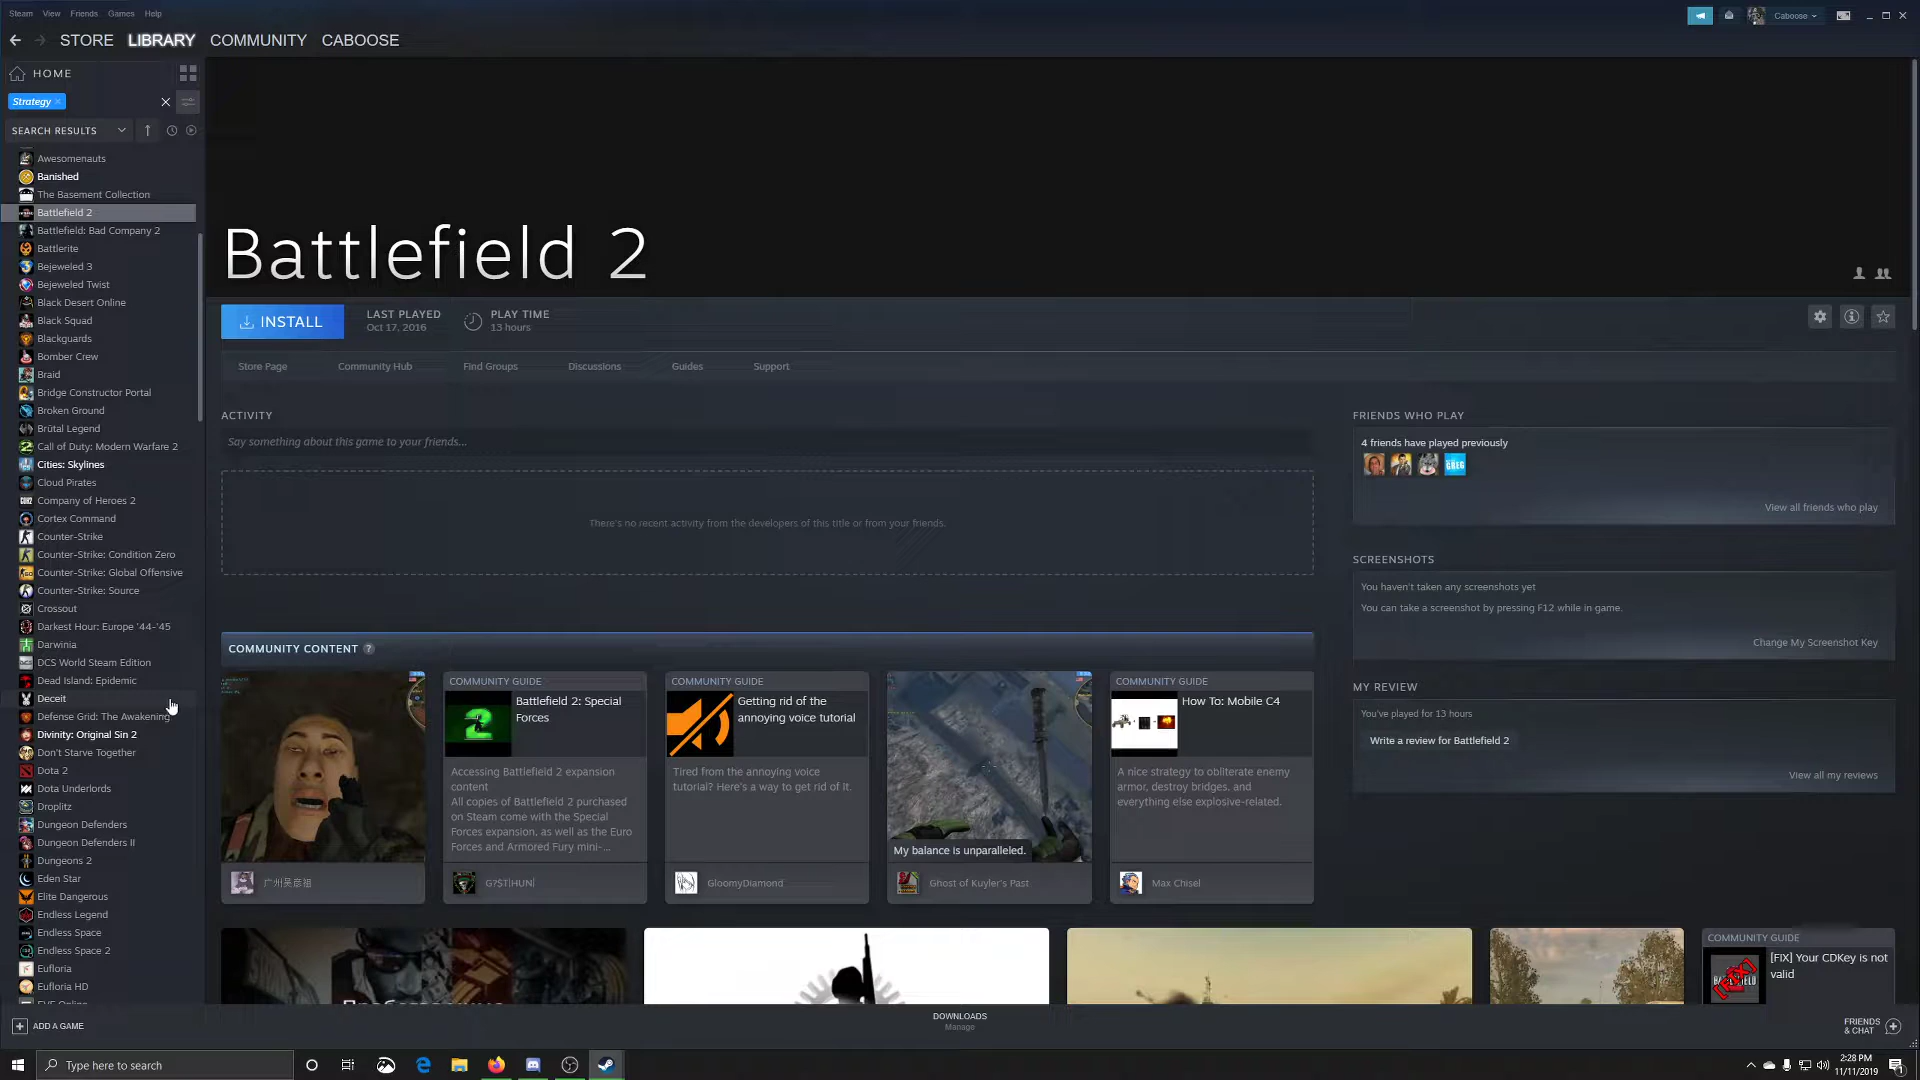 Steam View Friends Games Help
Caboose
STORE LIBRARY COMMUNITY CABOOSE
HOME
Strategy
SEARCH RESULTS
Awesomenauts
Banished
The Basement Collection
Battlefield 2
Battlefield: Bad Company 2
Battlerite
Bejeweled 3
Bejeweled Twist
Black Desert Online
Black Squad
Blackguards
Bomber Crew
Braid
Bridge Constructor Portal
Broken Ground
Brütal Legend
Call of Duty: Modern Warfare 2
Cities: Skylines
Cloud Pirates
Company of Heroes 2
Cortex Command
Counter-Strike
Counter-Strike: Condition Zero
Counter-Strike: Global Offensive
Counter-Strike: Source
Crossout
Darkest Hour: Europe '44-'45
Darwinia
DCS World Steam Edition
Dead Island: Epidemic
Deceit
Defense Grid: The Awakening
Divinity: Original Sin 2
Don't Starve Together
Dota 2
Dota Underlords
Droplitz
Dungeon Defenders
Dungeon Defenders II
Dungeons 2
Eden Star
Elite Dangerous
Endless Legend
Endless Space
Endless Space 2
Eufloria
Eufloria HD
EVE Online
ADD A GAME
Battlefield 2
INSTALL
LAST PLAYED
Oct 17, 2016
PLAY TIME
13 hours
Store Page Community Hub Find Groups Discussions Guides Support
ACTIVITY
Say something about this game to your friends...
There's no recent activity from the developers of this title or from your friends.
FRIENDS WHO PLAY
4 friends have played previously
GREG
View all friends who play
SCREENSHOTS
You haven't taken any screenshots yet
You can take a screenshot by pressing F12 while in game.
Change My Screenshot Key
MY REVIEW
You've played for 13 hours
Write a review for Battlefield 2
View all my reviews
COMMUNITY CONTENT ?
广州吴彦祖
COMMUNITY GUIDE
Battlefield 2: Special
Forces
Accessing Battlefield 2 expansion
content
All copies of Battlefield 2 purchased
on Steam come with the Special
Forces expansion, as well as the Euro
Forces and Armored Fury mini-...
G?$T|HUN|
COMMUNITY GUIDE
Getting rid of the
annoying voice tutorial
Tired from the annoying voice
tutorial? Here's a way to get rid of it.
GloomyDiamond
My balance is unparalleled.
Ghost of Kuyler's Past
COMMUNITY GUIDE
How To: Mobile C4
A nice strategy to obliterate enemy
armor, destroy bridges, and
everything else explosive-related.
Max Chisel
COMMUNITY GUIDE
[FIX] Your CDKey is not
valid
DOWNLOADS
Manage
FRIENDS
& CHAT
Type here to search
2:28 PM
11/11/2019